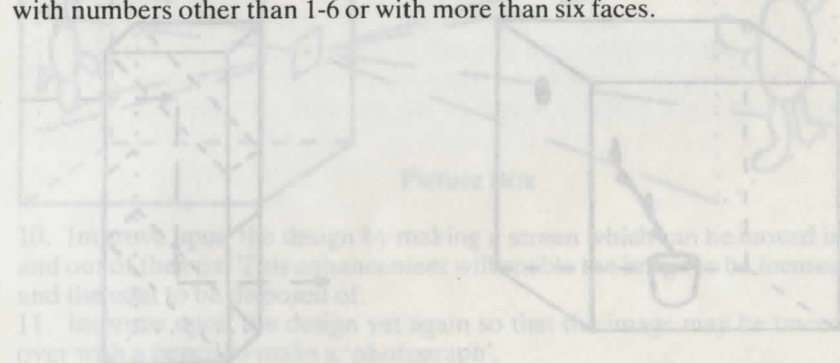 with numbers other than 1-6 or with more than six faces.
Picture Box
10. Improve upon the design by making a screen which can be moved in
and out of the box. This enhancement will enable the image to be focused
and the to be disposed of.
11. Improve the design yet again so that the image may be traced
over with a pencil to make a 'photograph'.